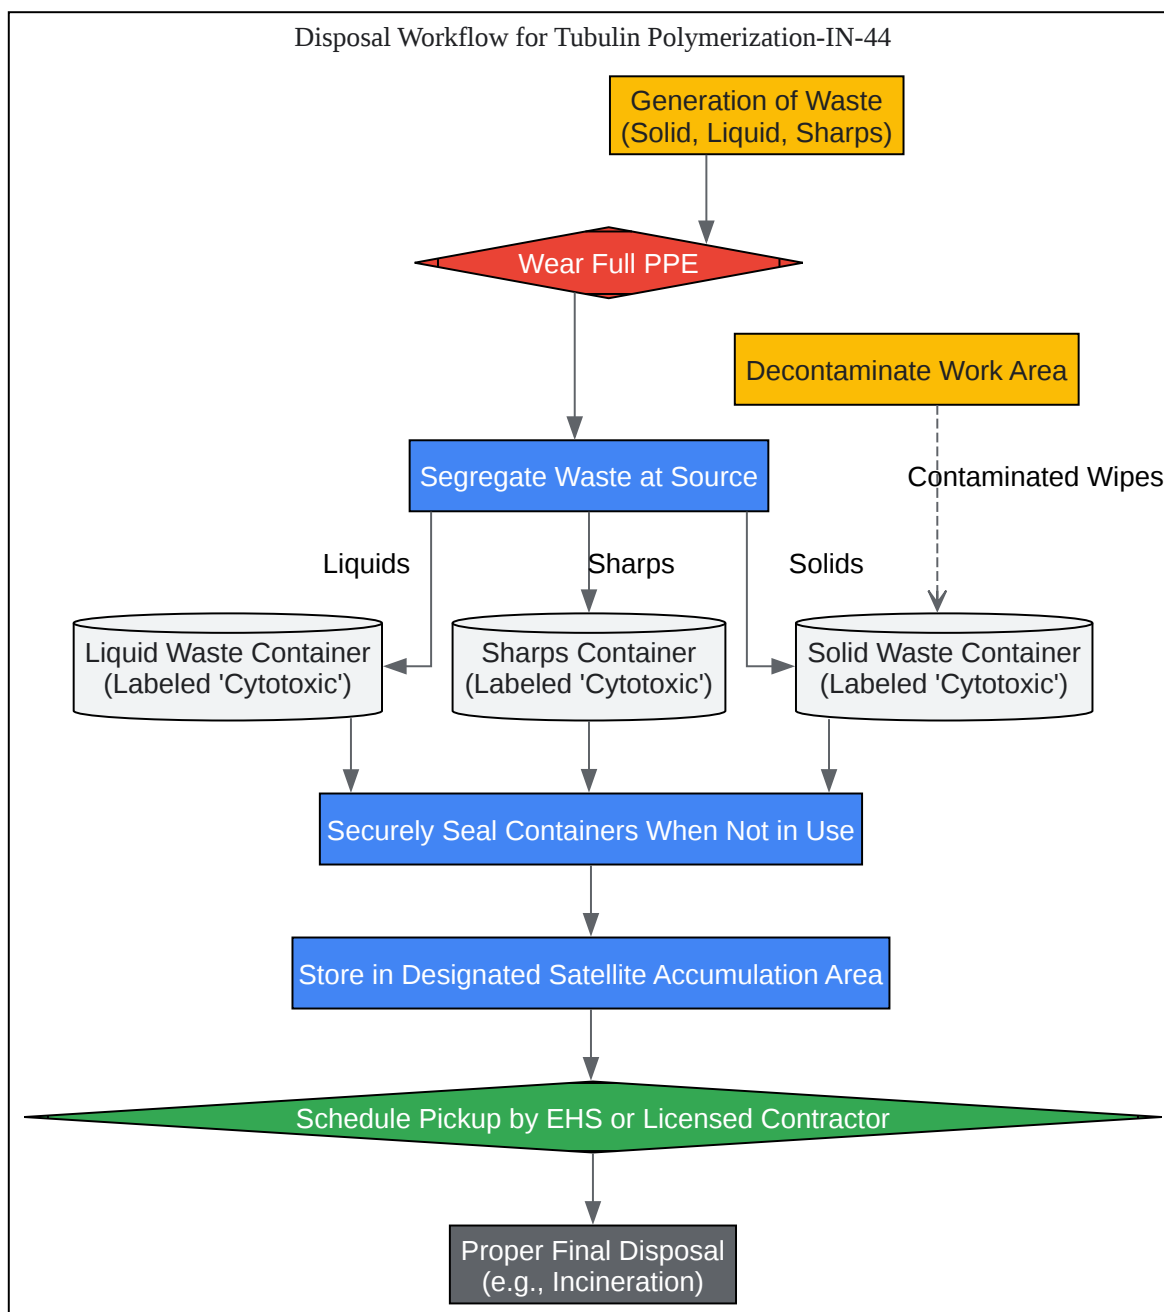 Disposal Workflow for Tubulin Polymerization-IN-44
Generation of Waste
(Solid, Liquid, Sharps)
Wear Full PPE
Decontaminate Work Area
Segregate Waste at Source
Contaminated Wipes
Liquids
Sharps
Solids
Liquid Waste Container
(Labeled 'Cytotoxic')
Sharps Container
(Labeled 'Cytotoxic')
Solid Waste Container
(Labeled 'Cytotoxic')
Securely Seal Containers When Not in Use
Store in Designated Satellite Accumulation Area
Schedule Pickup by EHS or Licensed Contractor
Proper Final Disposal
(e.g., Incineration)